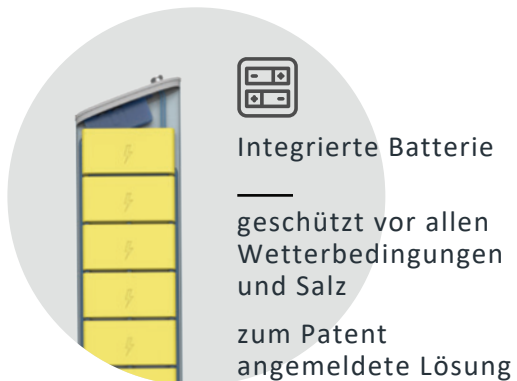 Integrierte Batterie
geschützt vor allen
Wetterbedingungen
und Salz
zum Patent
angemeldete Lösung